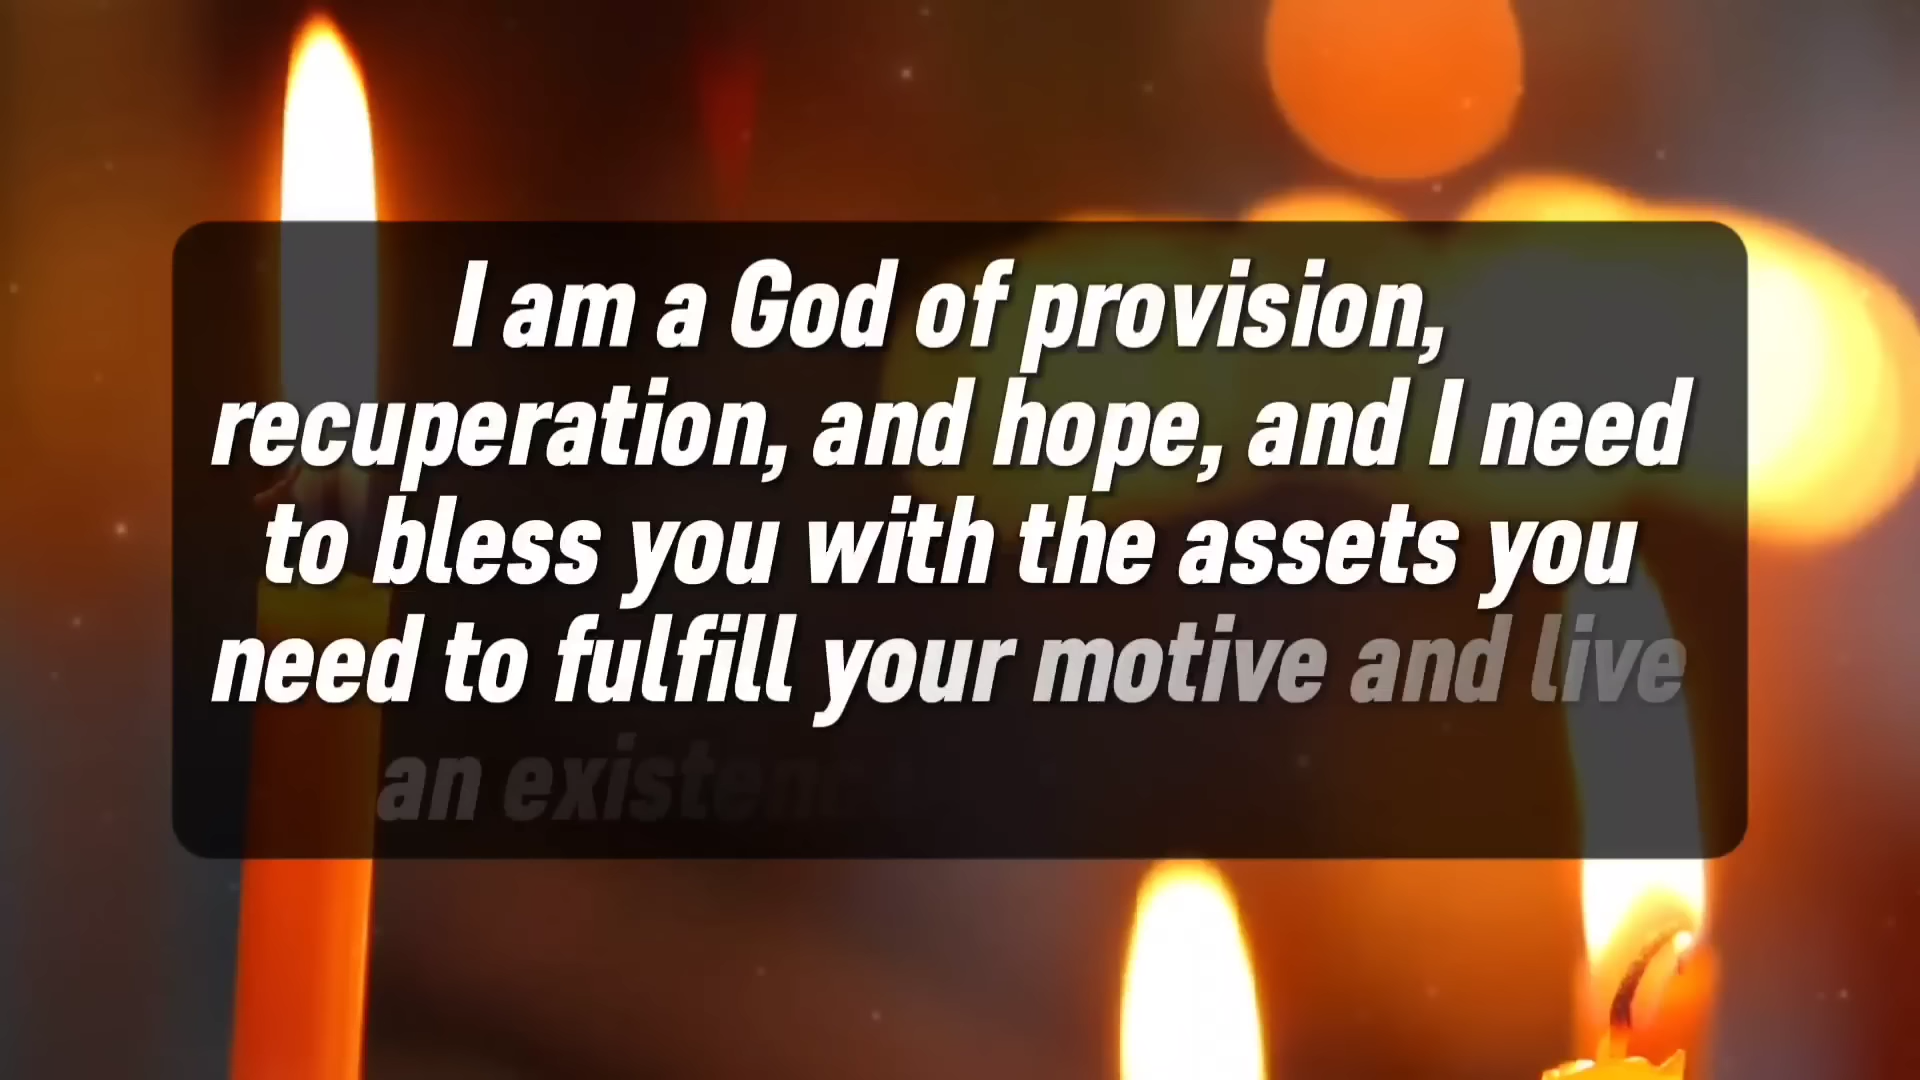 I am a God of provision,
recuperation, and hope, and I need
to bless you with the assets you
need to fulfill your motive and live
an existence